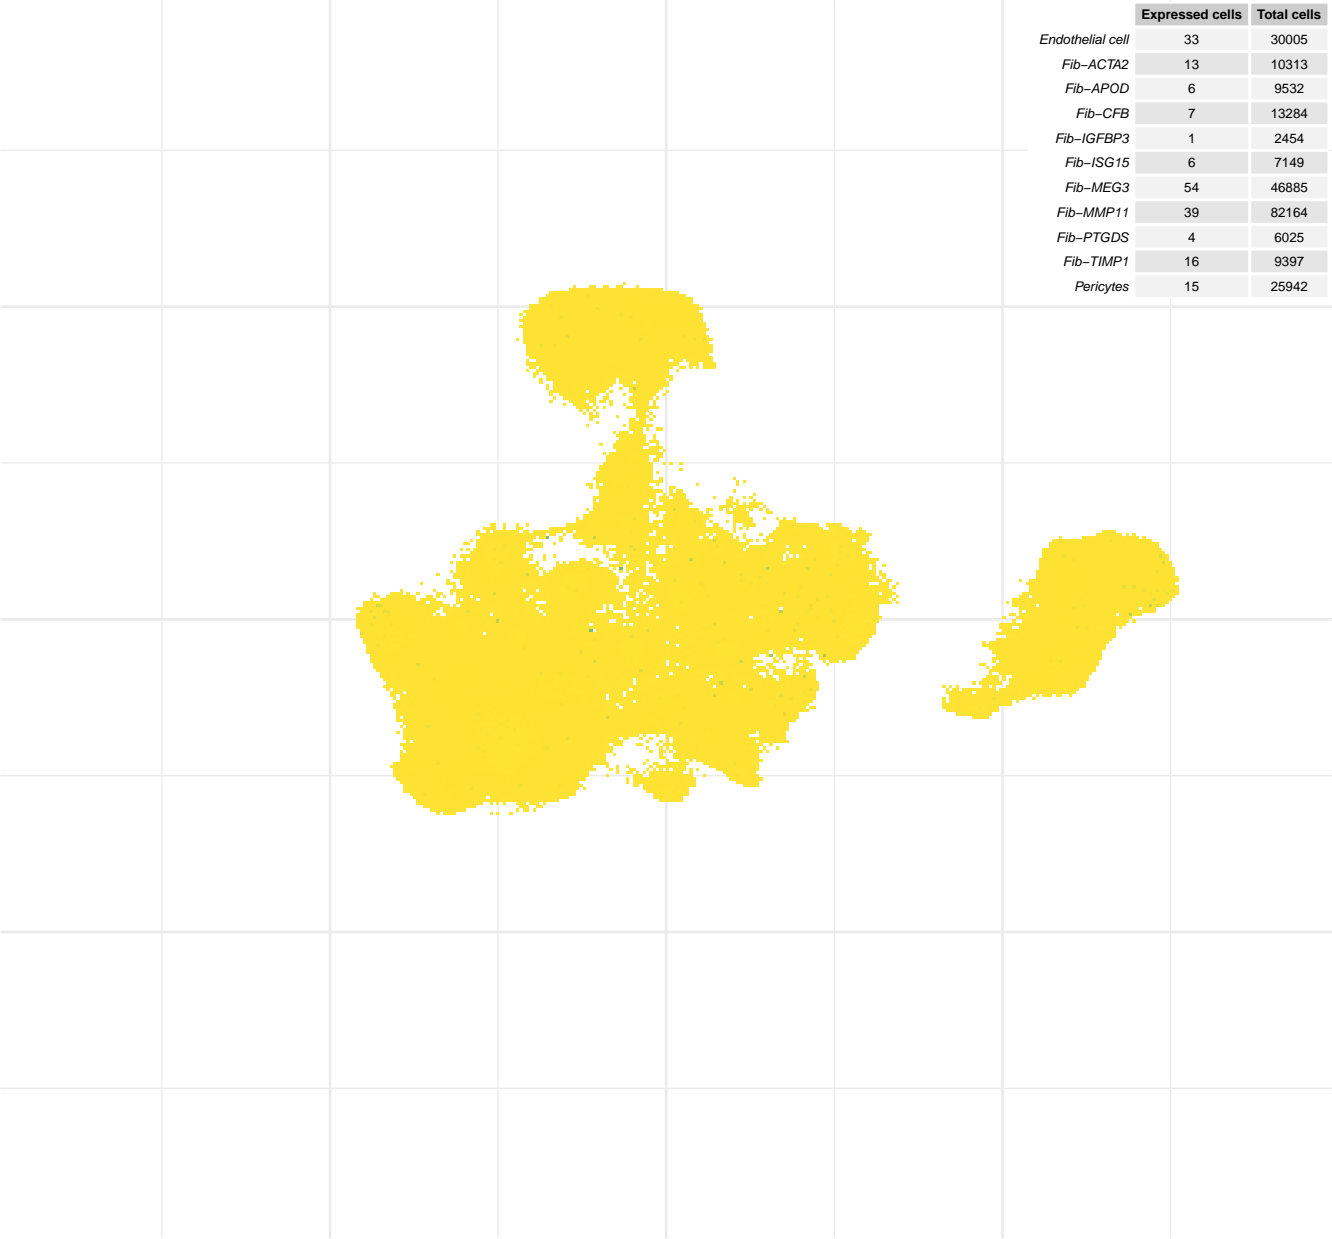 Expressed cells Total cells
Endothelial cell 33 30005
Fib−ACTA2 13 10313
Fib−APOD 6 9532
Fib−CFB 7 13284
Fib−IGFBP3 1 2454
Fib−ISG15 6 7149
Fib−MEG3 54 46885
Fib−MMP11 39 82164
Fib−PTGDS 4 6025
Fib−TIMP1 16 9397
Pericytes 15 25942